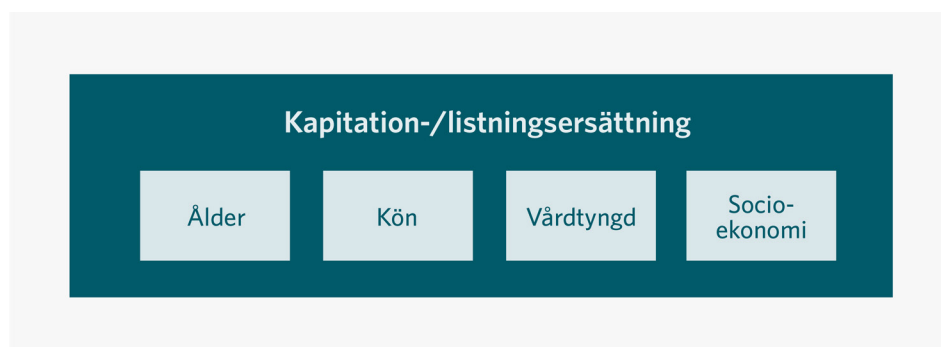 Kapitation-/listningsersättning
Ålder
Kön
Vårdtyngd
Socio-
ekonomi